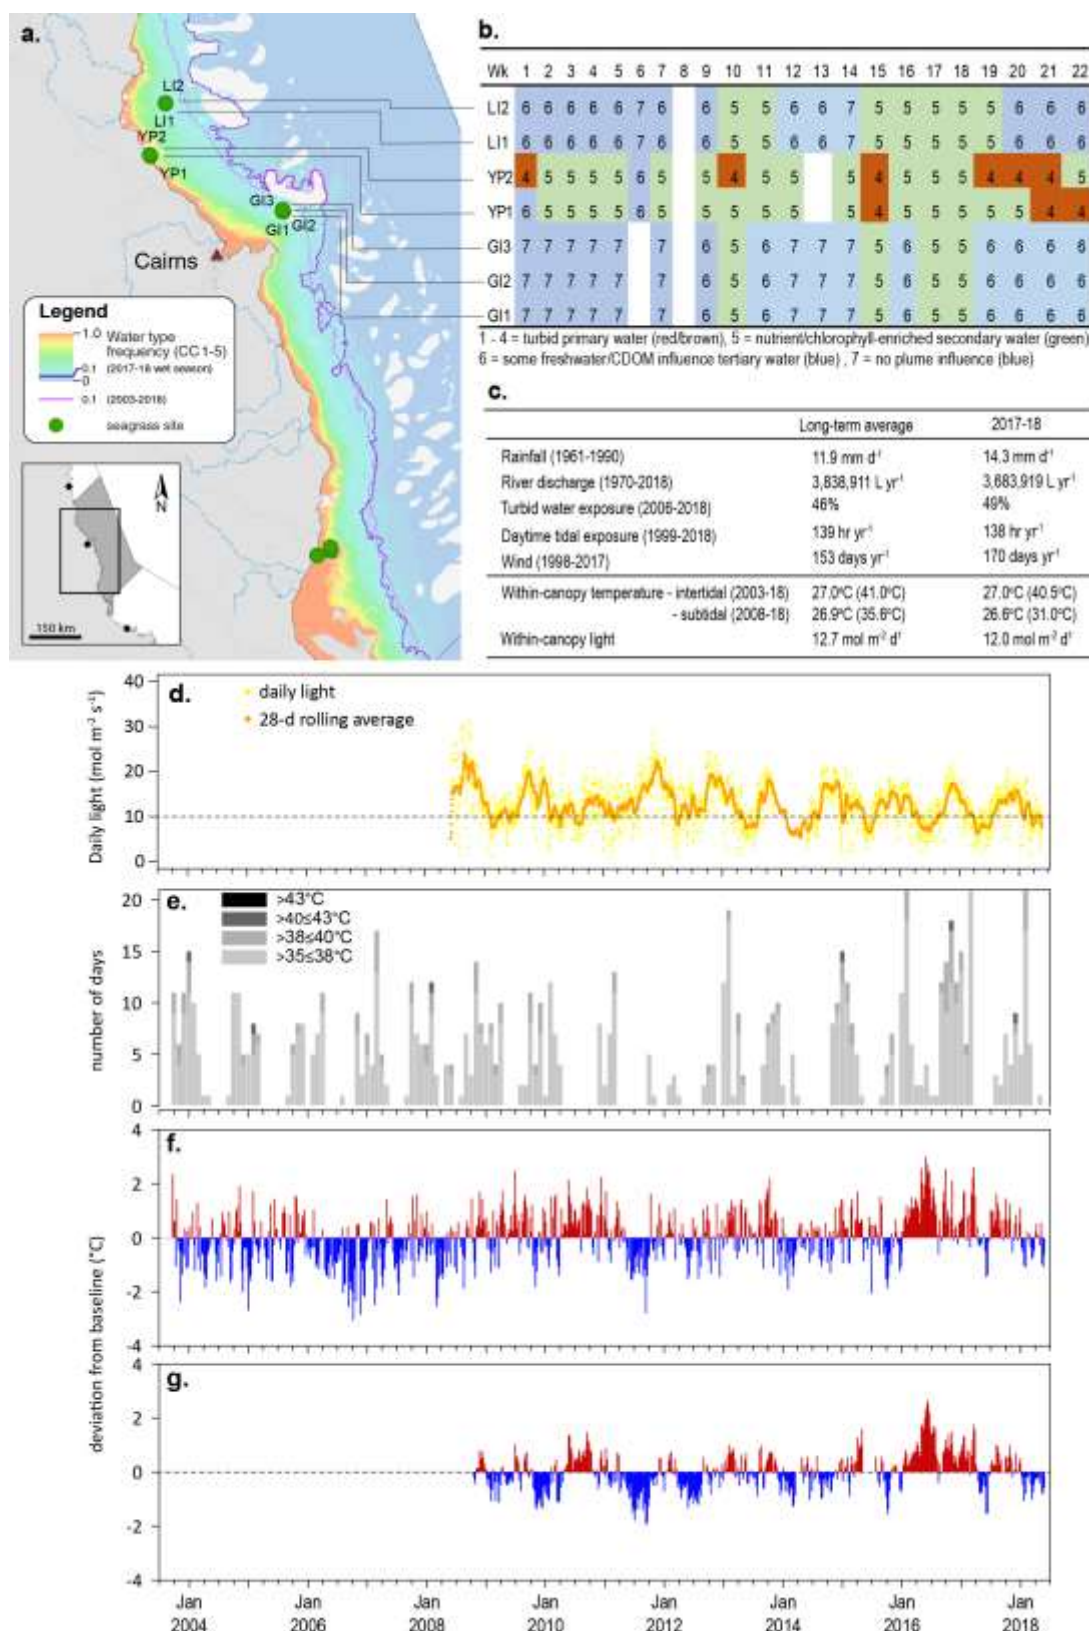 a.
LI2
LI1
YP2
YP1
GI3
GI1 GI2
Cairns
Legend
1.0 Water type
frequency (CC 1-5)
0.1 (2017-18 wet season)
0
0.1 (2003-2018)
seagrass site
N
150 km
b.
Wk 1 2 3 4 5 6 7 8 9 10 11 12 13 14 15 16 17 18 19 20 21 22
LI2 6 6 6 6 6 7 6 6 5 5 6 6 7 5 5 5 5 5 6 6 6
LI1 6 6 6 6 6 7 6 6 5 5 6 6 7 5 5 5 5 5 6 6 6
YP2 4 5 5 5 5 6 5 5 4 5 5 5 4 5 5 5 4 4 4 5
YP1 6 5 5 5 5 6 5 5 5 5 5 5 4 5 5 5 5 5 4 4
GI3 7 7 7 7 7 7 6 5 6 7 7 7 5 6 5 5 6 6 6 6
GI2 7 7 7 7 7 7 6 5 6 7 7 7 5 6 5 5 6 6 6 6
GI1 7 7 7 7 7 7 6 5 6 7 7 7 5 6 5 5 6 6 6 6
1 - 4 = turbid primary water (red/brown), 5 = nutrient/chlorophyll-enriched secondary water (green)
6 = some freshwater/CDOM influence tertiary water (blue) , 7 = no plume influence (blue)
c.
Long-term average 2017-18
Rainfall (1961-1990) 11.9 mm d⁻¹ 14.3 mm d⁻¹
River discharge (1970-2018) 3,838,911 L yr⁻¹ 3,683,919 L yr⁻¹
Turbid water exposure (2006-2018) 46% 49%
Daytime tidal exposure (1999-2018) 139 hr yr⁻¹ 138 hr yr⁻¹
Wind (1998-2017) 153 days yr⁻¹ 170 days yr⁻¹
Within-canopy temperature - intertidal (2003-18) 27.0°C (41.0°C) 27.0°C (40.5°C)
- subtidal (2008-18) 26.9°C (35.6°C) 26.6°C (31.0°C)
Within-canopy light 12.7 mol m⁻² d¹ 12.0 mol m⁻² d¹
d.
daily light
28-d rolling average
Daily light (mol m⁻² s⁻¹)
40
30
20
10
0
e.
>43°C
>40≤43°C
>38≤40°C
>35≤38°C
number of days
20
15
10
5
0
f.
4
2
0
-2
-4
deviation from baseline (°C)
g.
4
2
0
-2
-4
Jan Jan Jan Jan Jan Jan Jan Jan
2004 2006 2008 2010 2012 2014 2016 2018